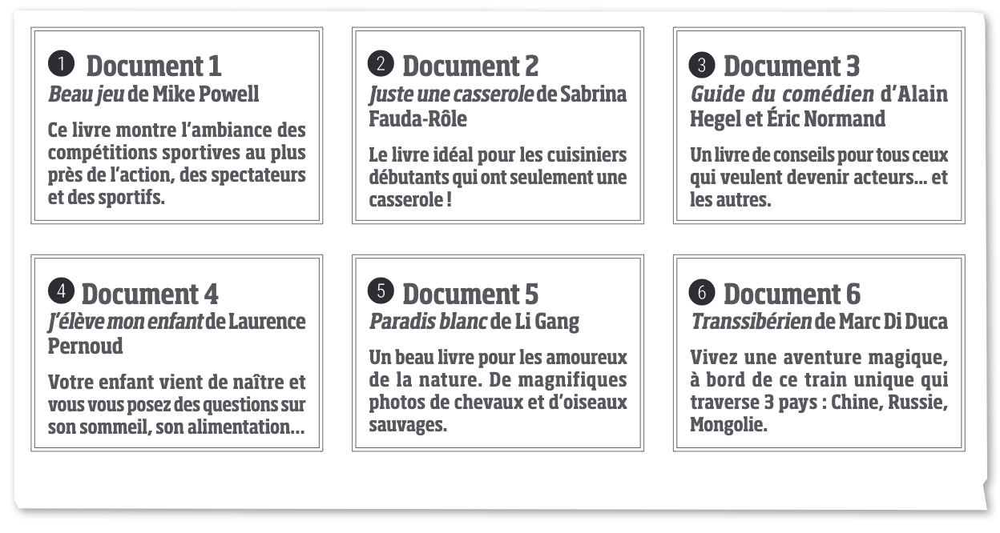 1 Document 1
Beau jeu de Mike Powell
Ce livre montre l'ambiance des
compétitions sportives au plus
près de l'action, des spectateurs
et des sportifs.
2 Document 2
Juste une casserole de Sabrina
Fauda-Rôle
Le livre idéal pour les cuisiniers
débutants qui ont seulement une
casserole !
3 Document 3
Guide du comédien d'Alain
Hegel et Éric Normand
Un livre de conseils pour tous ceux
qui veulent devenir acteurs... et
les autres.
4 Document 4
J'élève mon enfant de Laurence
Pernoud
Votre enfant vient de naître et
vous vous posez des questions sur
son sommeil, son alimentation...
5 Document 5
Paradis blanc de Li Gang
Un beau livre pour les amoureux
de la nature. De magnifiques
photos de chevaux et d'oiseaux
sauvages.
6 Document 6
Transsibérien de Marc Di Duca
Vivez une aventure magique,
à bord de ce train unique qui
traverse 3 pays : Chine, Russie,
Mongolie.